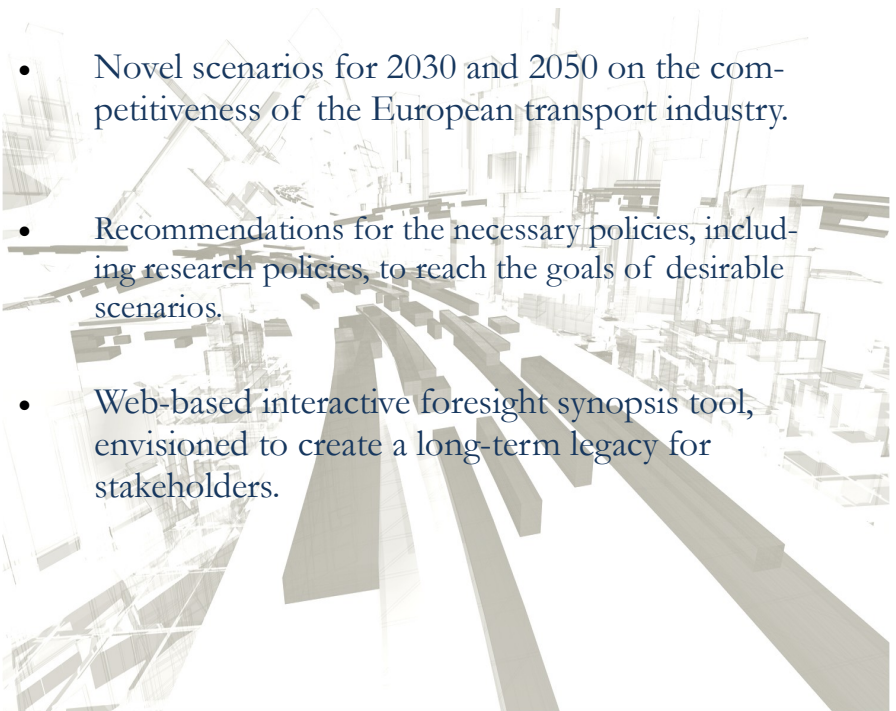 • Novel scenarios for 2030 and 2050 on the com-
petitiveness of the European transport industry.
• Recommendations for the necessary policies, includ-
ing research policies, to reach the goals of desirable
scenarios.
• Web-based interactive foresight synopsis tool,
envisioned to create a long-term legacy for
stakeholders.